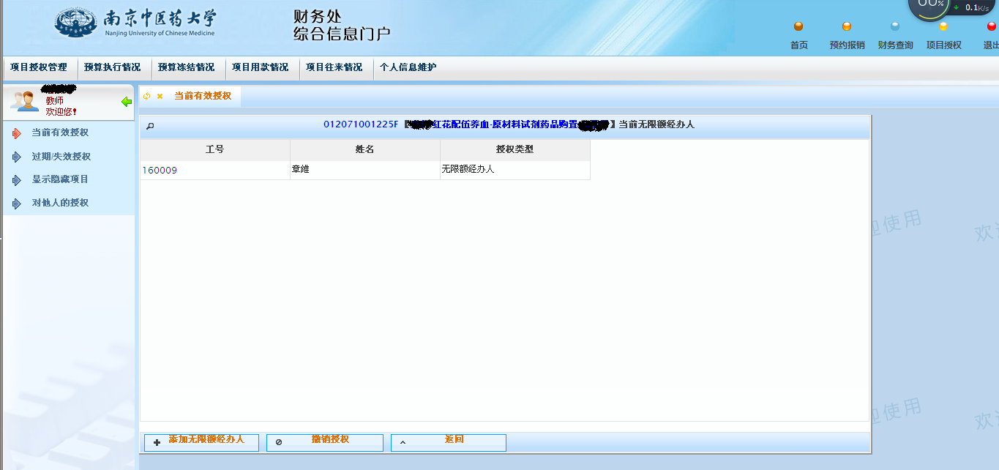 南京中医药大学
Nanjing University of Chinese Medicine
财务处
综合信息门户
0.1K/s
首页 预约报销 财务查询 项目授权 退出
项目授权管理 预算执行情况 预算冻结情况 项目用款情况 项目往来情况 个人信息维护
教师
欢迎您!
当前有效授权
过期/失效授权
显示隐藏项目
对他人的授权
当前有效授权
012071001225F 【红花配伍养血-原材料试剂药品购置】当前无限额经办人
工号 姓名 授权类型
160009 章维 无限额经办人
添加无限额经办人 撤销授权 返回
迎使用
欢迎
迎使用
欢迎